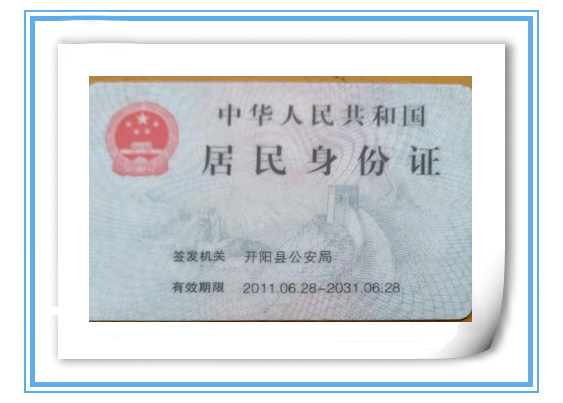 中华人民共和国
居民身份证
签发机关 开阳县公安局
有效期限 2011.06.28-2031.06.28